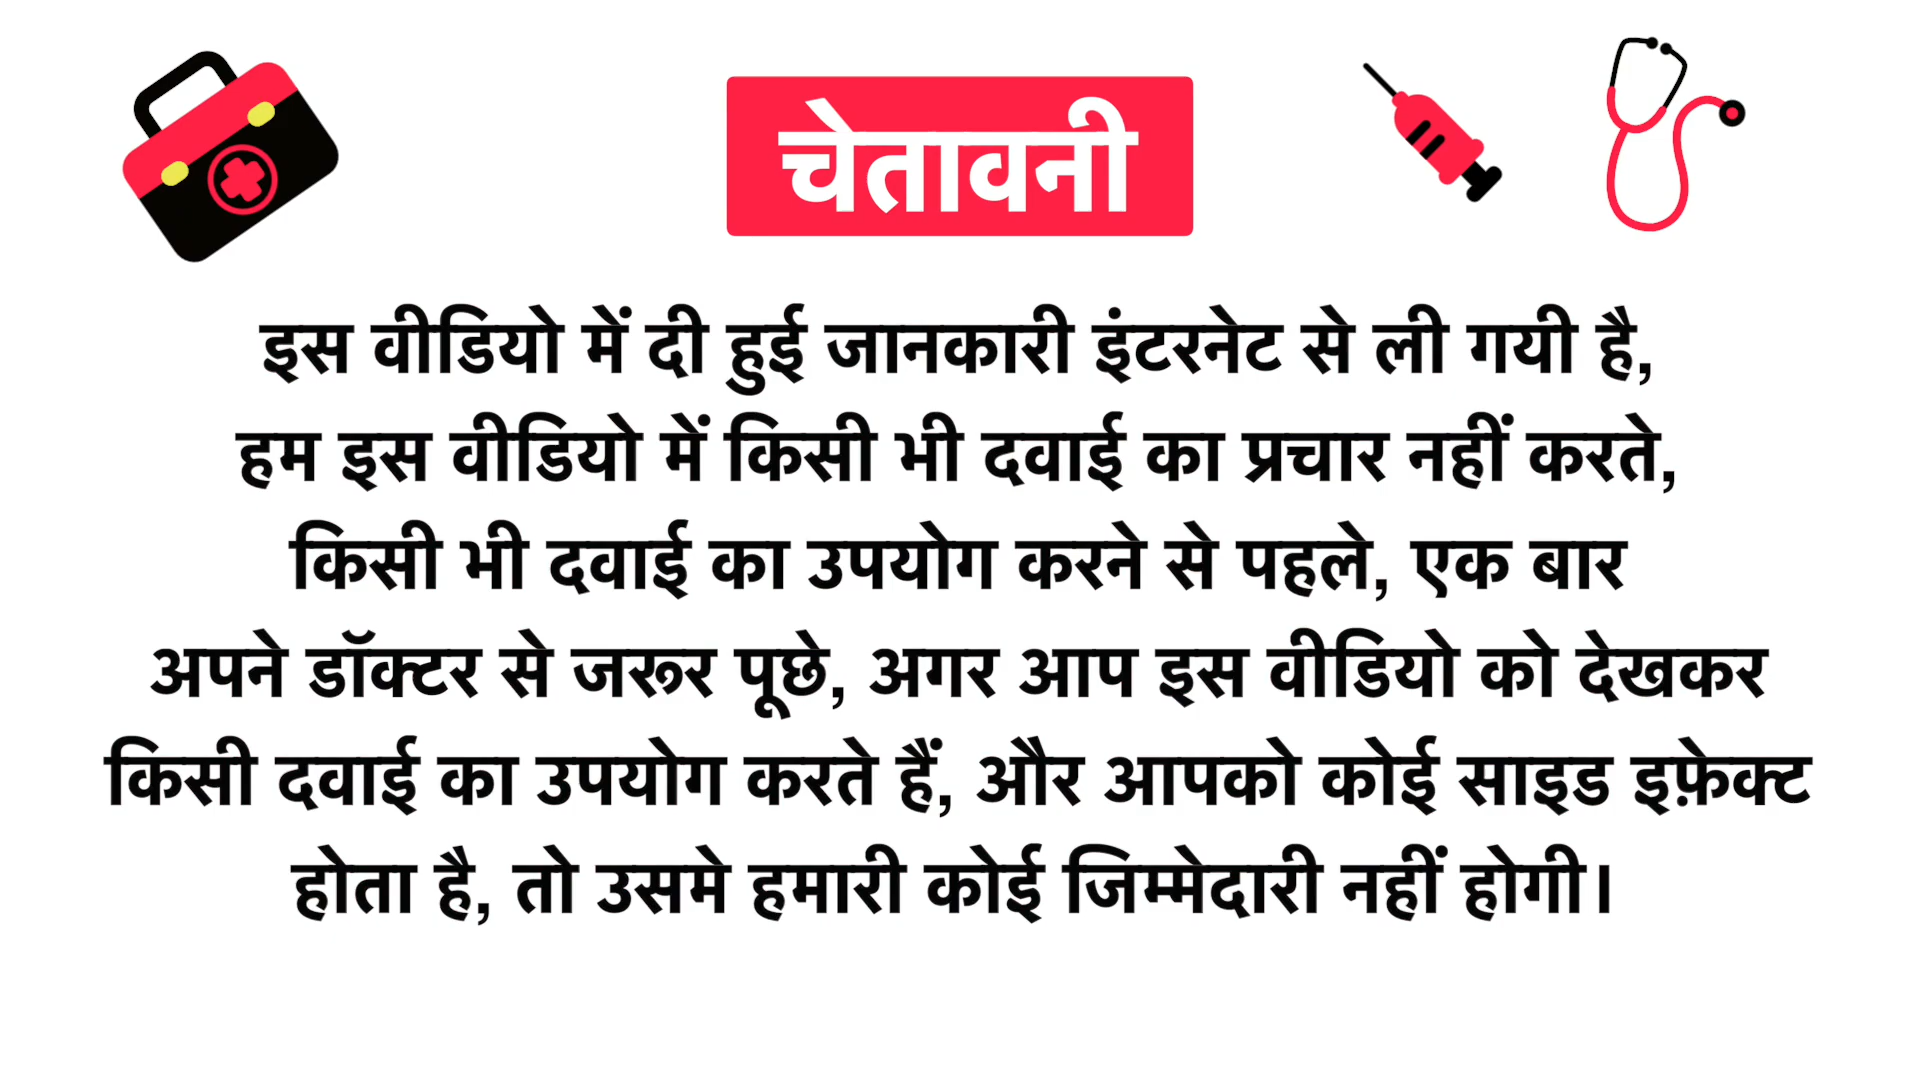 चेतावनी
इस वीडियो में दी हुई जानकारी इंटरनेट से ली गयी है,
हम इस वीडियो में किसी भी दवाई का प्रचार नहीं करते,
किसी भी दवाई का उपयोग करने से पहले, एक बार
अपने डॉक्टर से जरूर पूछे, अगर आप इस वीडियो को देखकर
किसी दवाई का उपयोग करते हैं, और आपको कोई साइड इफ़ेक्ट
होता है, तो उसमे हमारी कोई जिम्मेदारी नहीं होगी।